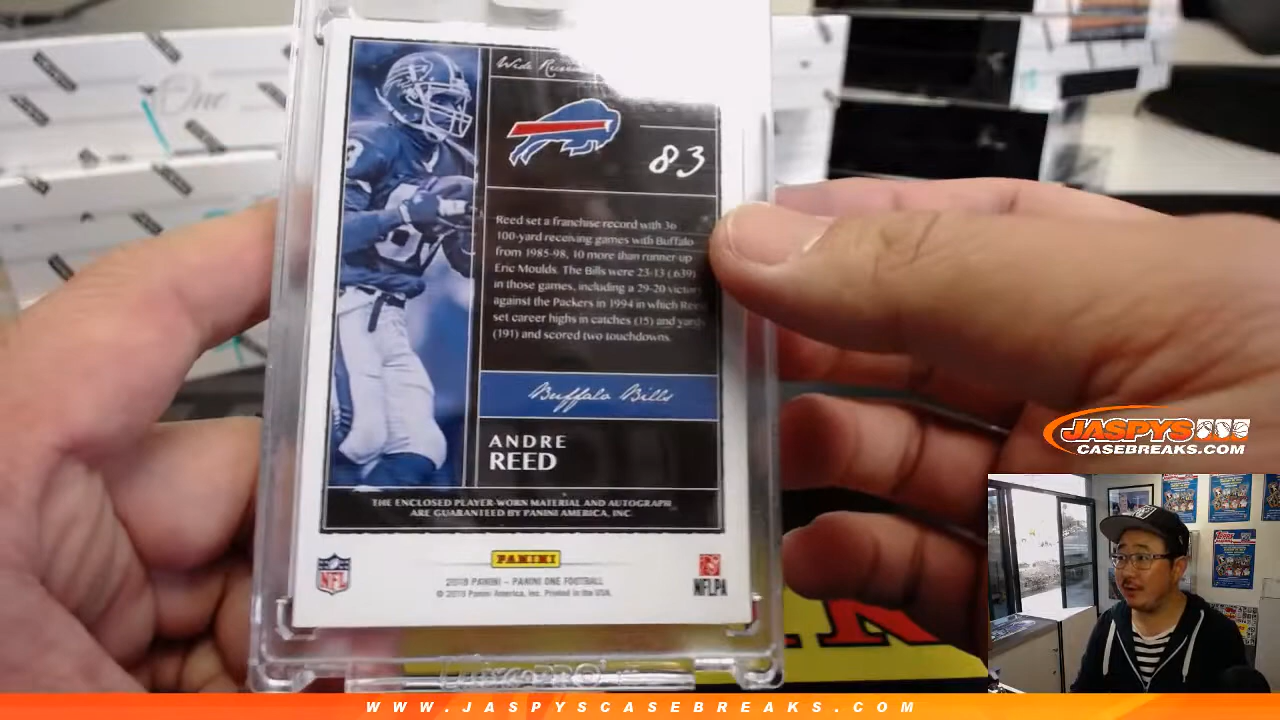 One
Wide
83
Reed set a franchise record with 36
100-yard receiving games with Buffalo
from 1985-98, 10 more than runner-up
Eric Moulds. The Bills were 23-13 (.639)
in those games, including a 29-20 victory
against the Packers in 1994 in which Reed
set career highs in catches (15) and yards
(191) and scored two touchdowns.
Buffalo Bills
ANDRE
REED
THE ENCLOSED PLAYER-WORN MATERIAL AND AUTOGRAPH
ARE GUARANTEED BY PANINI AMERICA, INC.
NFL
PANINI
NFLPA
2018 PANINI – PANINI ONE FOOTBALL
© 2019 Panini America, Inc. Printed in the USA.
JASPYS
CASEBREAKS.COM
WWW.JASPYSCASEBREAKS.COM